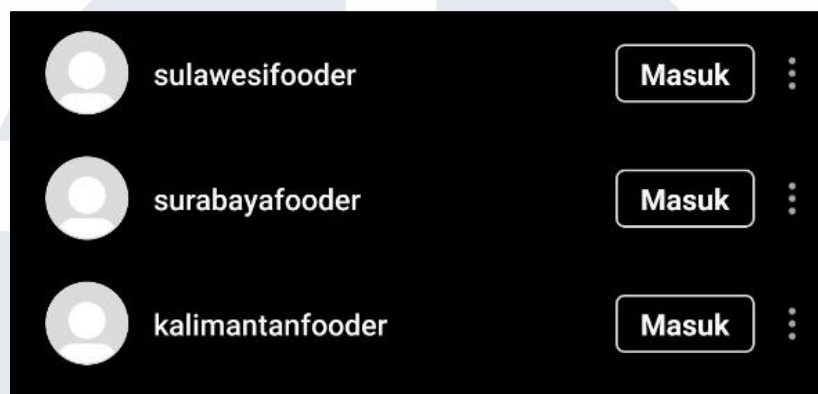 sulawesifooder Masuk
surabayafooder Masuk
kalimantanfooder Masuk